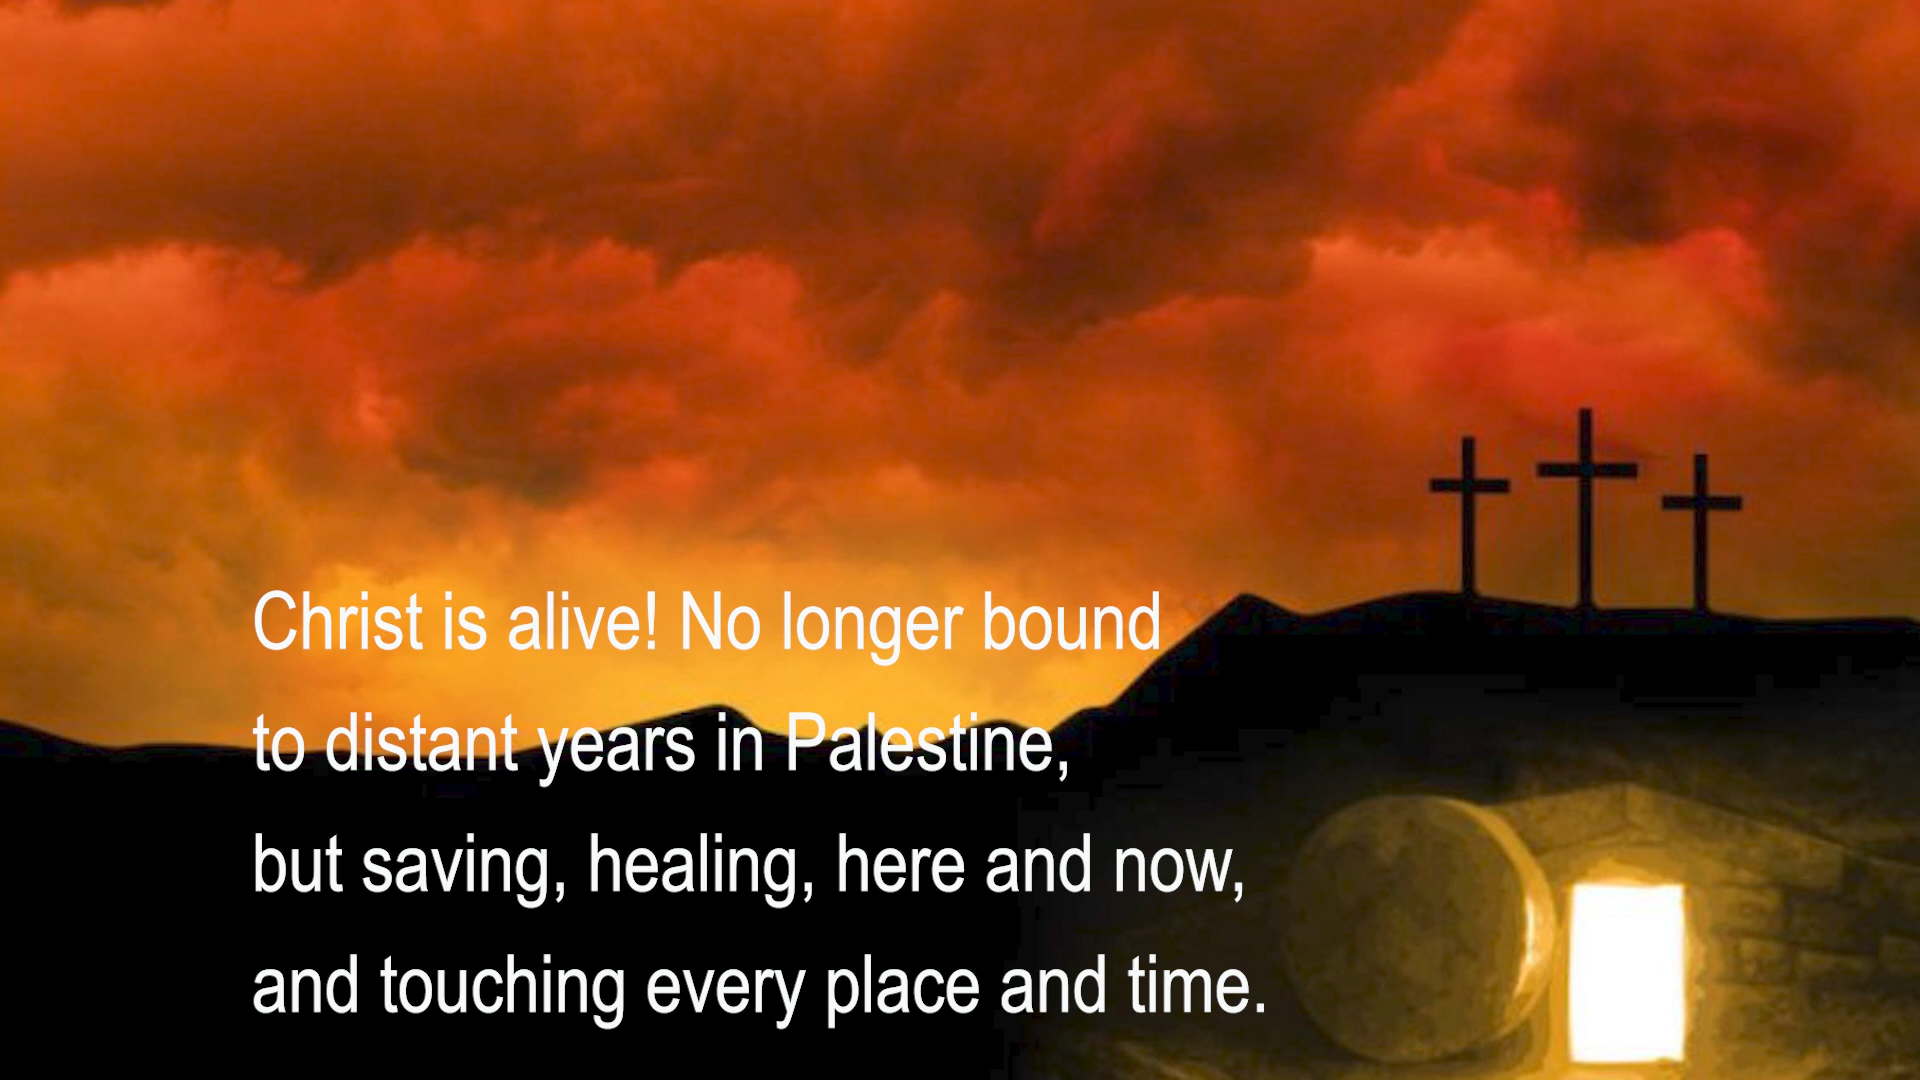 Christ is alive! No longer bound
to distant years in Palestine,
but saving, healing, here and now,
and touching every place and time.